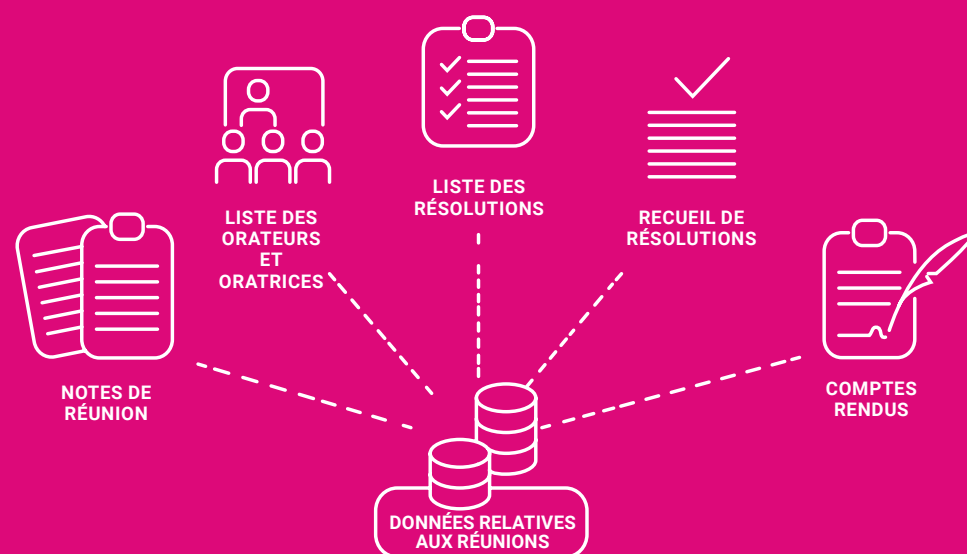 NOTES DE
RÉUNION
LISTE DES
ORATEURS
ET
ORATRICES
LISTE DES
RÉSOLUTIONS
RECUEIL DE
RÉSOLUTIONS
COMPTES
RENDUS
DONNÉES RELATIVES
AUX RÉUNIONS